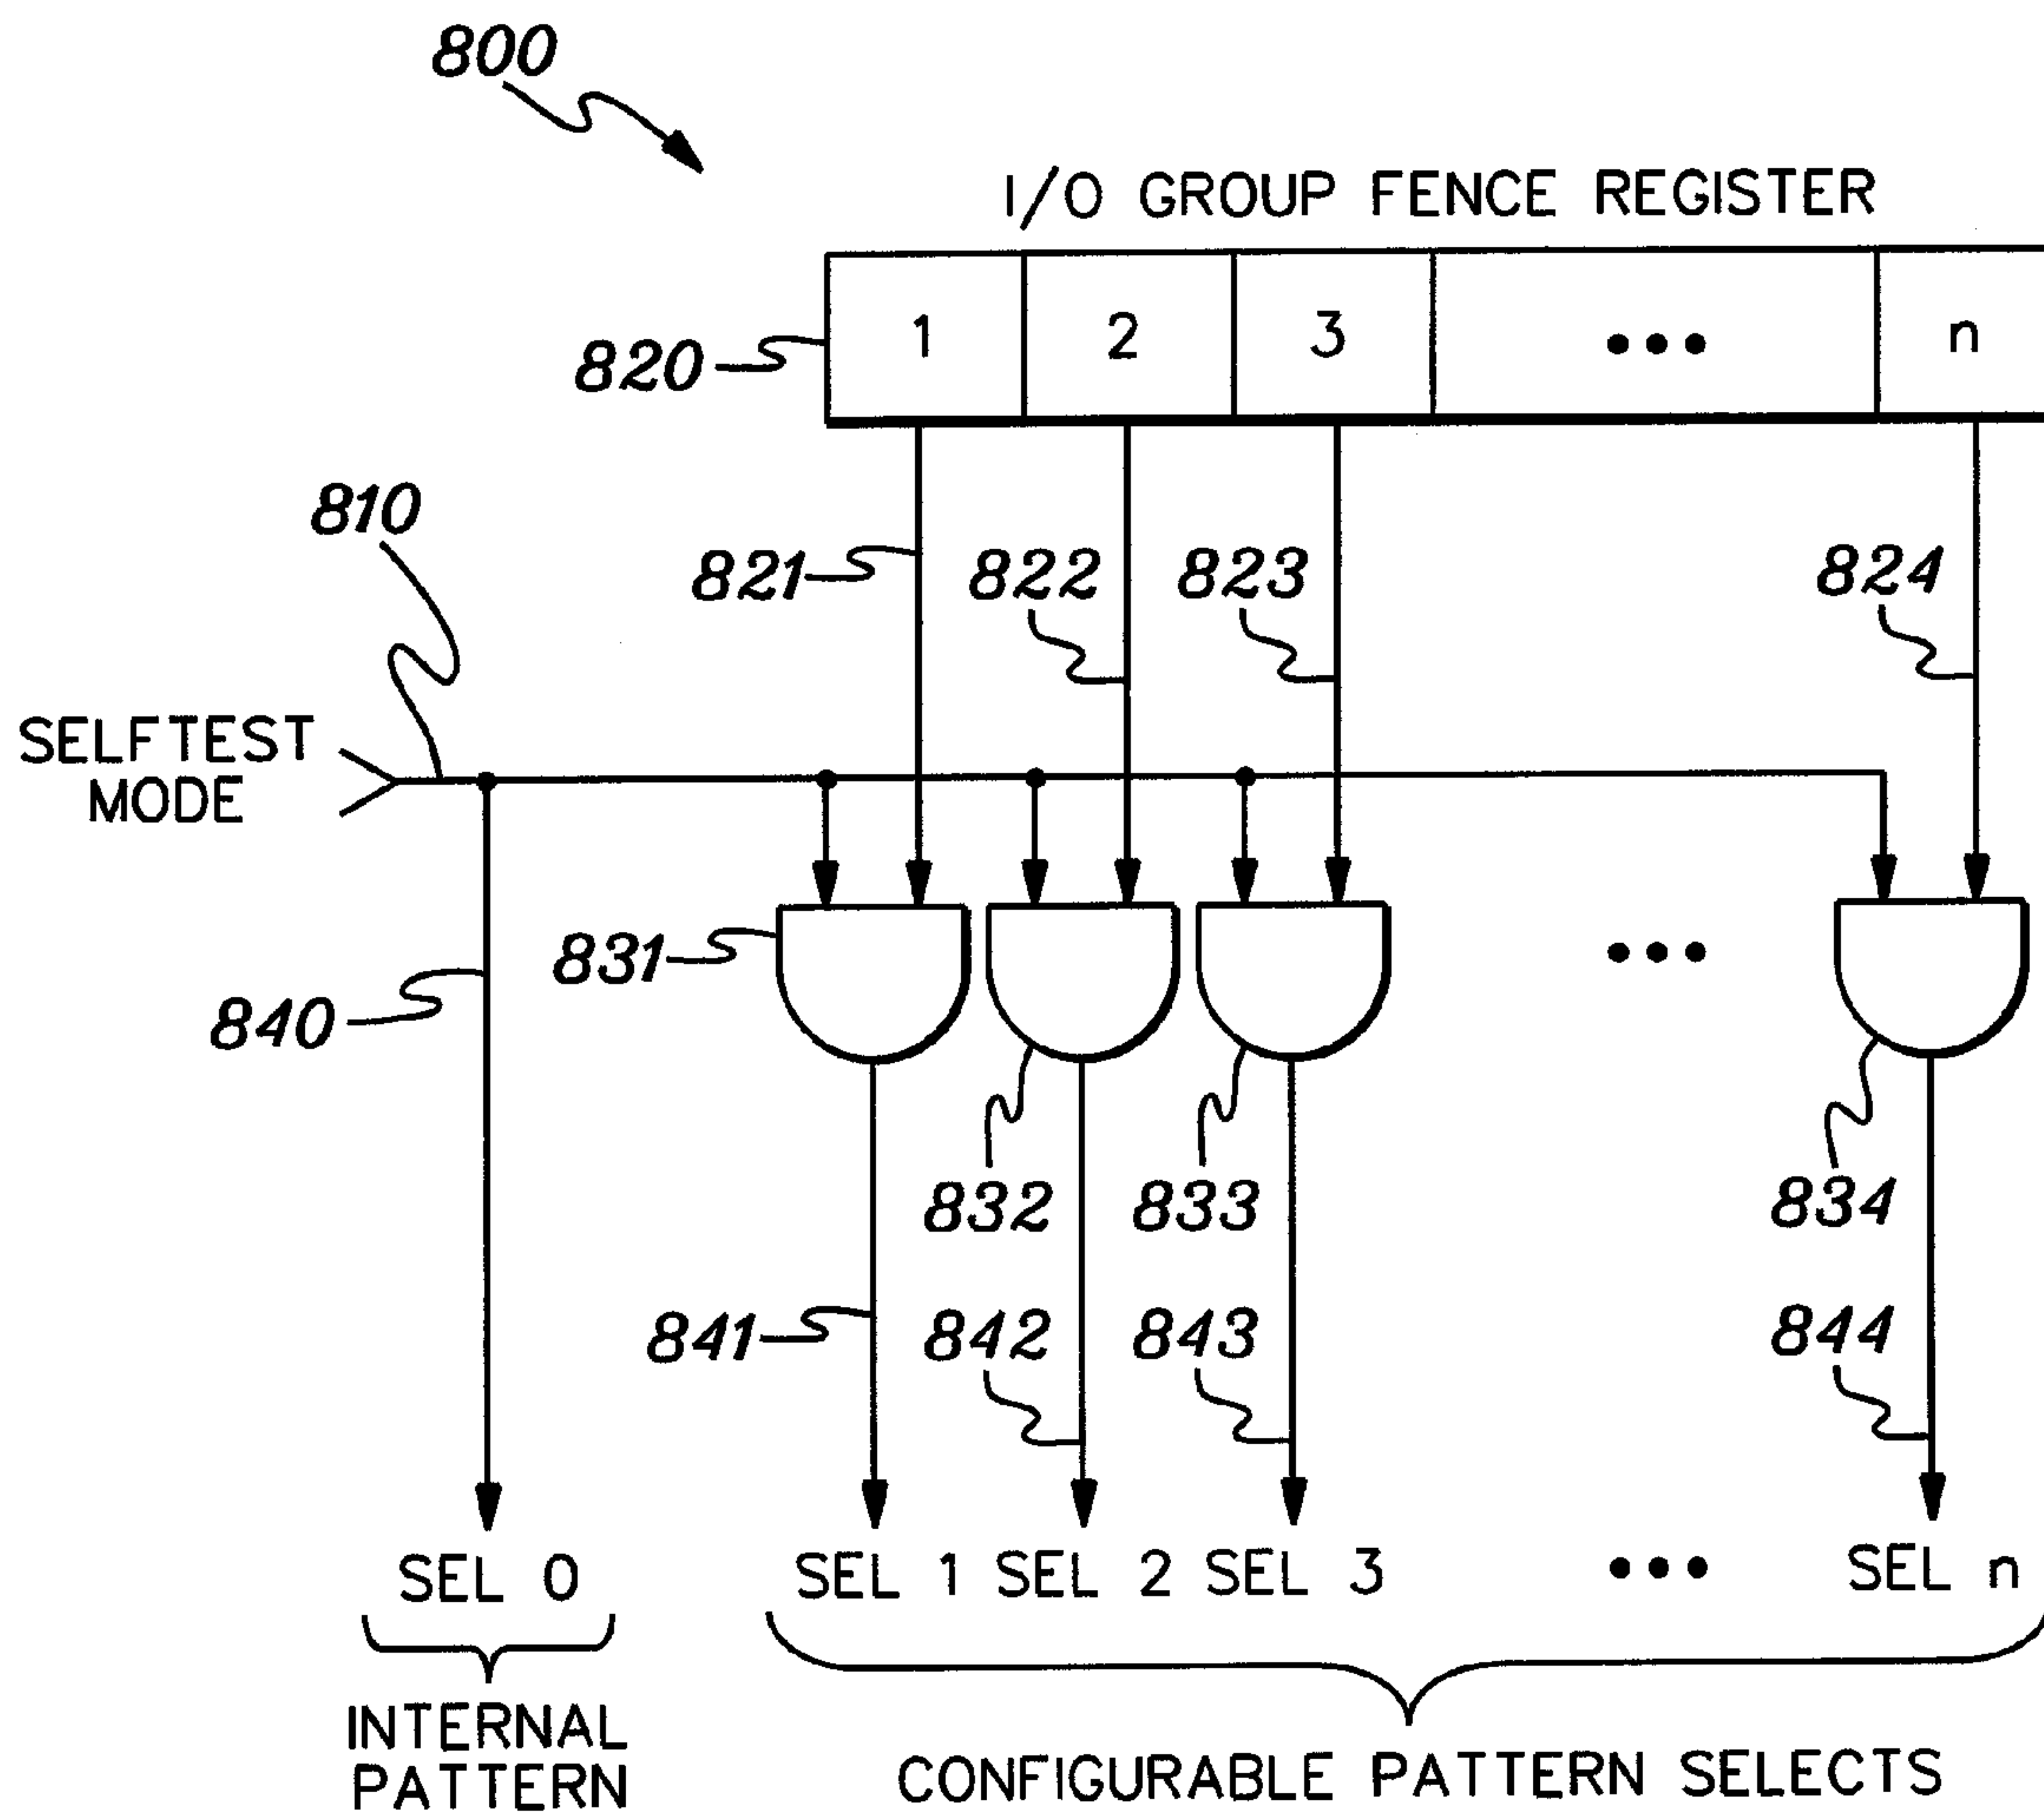 800
I/O GROUP FENCE REGISTER
820 1 2 3 ••• n
810
821 822 823 824
SELFTEST
MODE
831 •••
840
832 833 834
841 842 843 844
SEL 0 SEL 1 SEL 2 SEL 3 ••• SEL n
INTERNAL
PATTERN
CONFIGURABLE PATTERN SELECTS